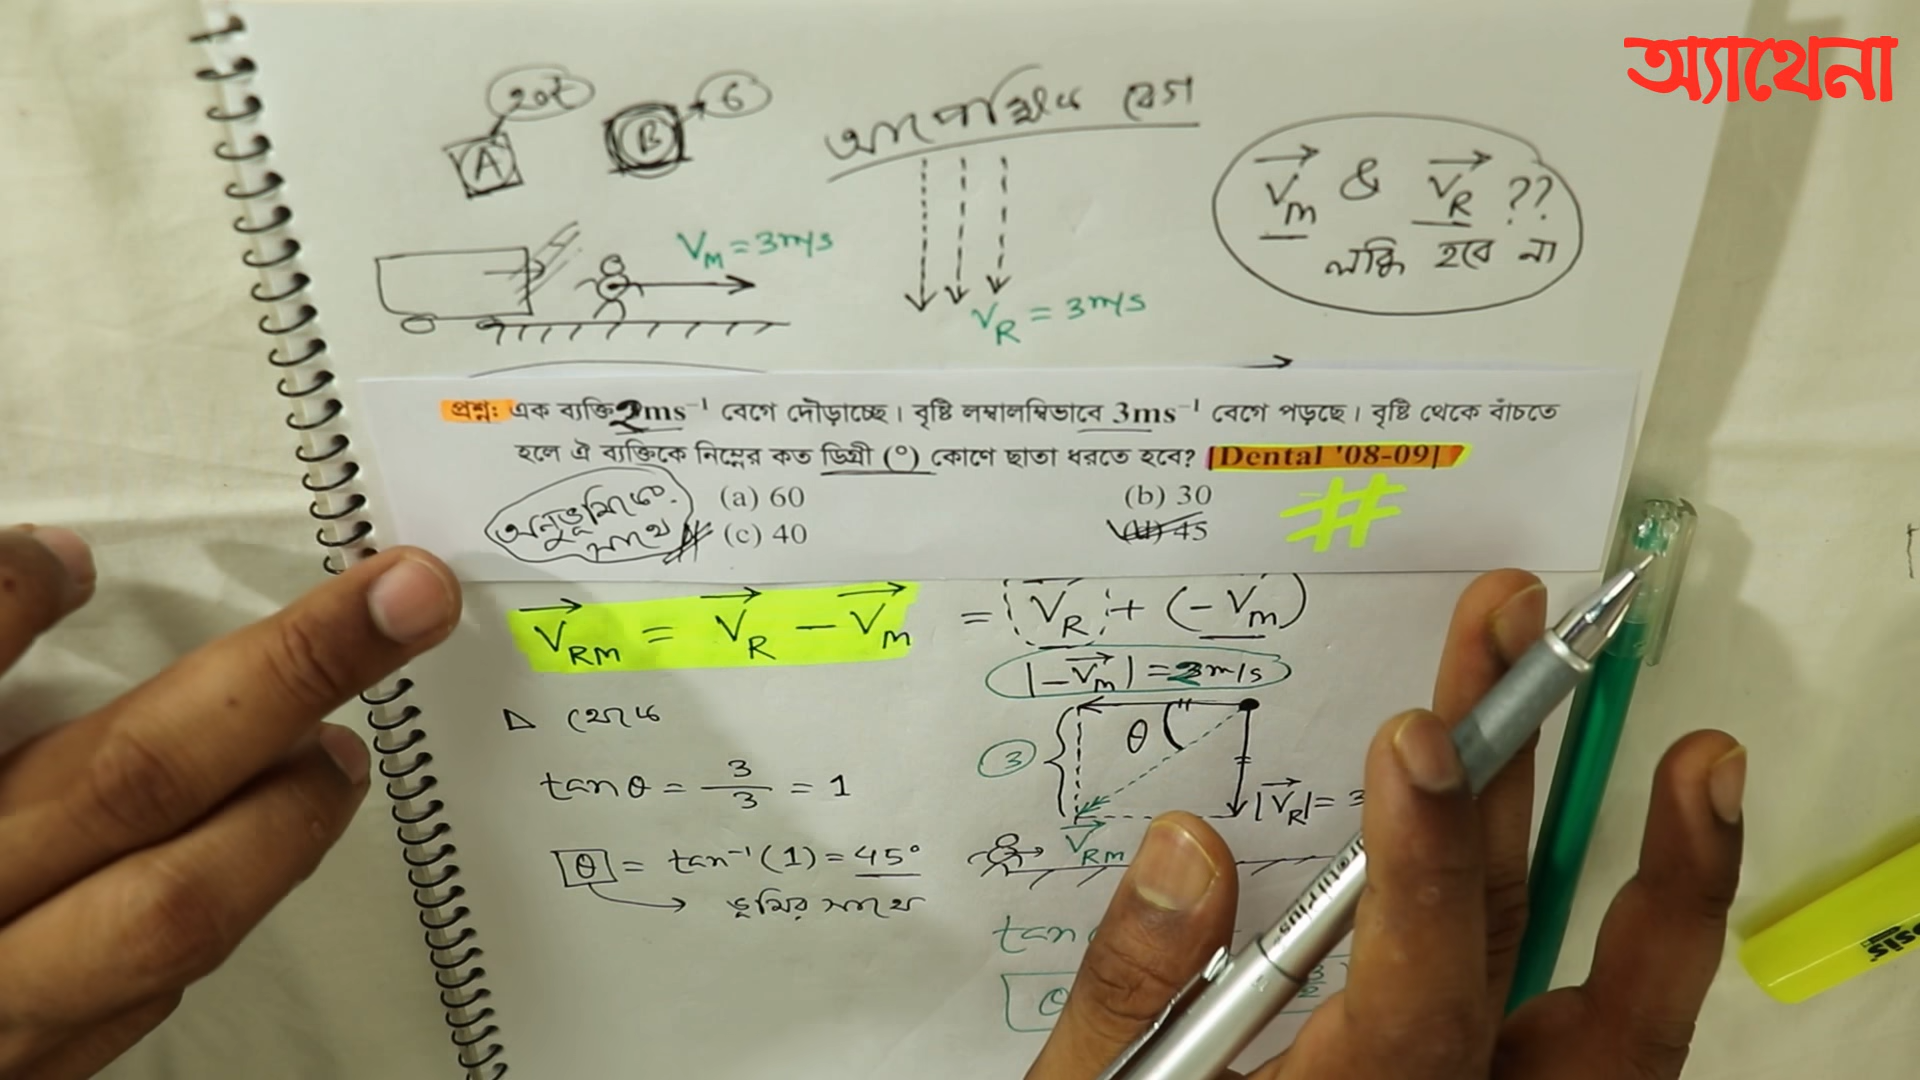 অ্যাথেনা
A
B 6
আপেক্ষিক বেগ
V_M = 3m/s
V_R = 3m/s
V_m & V_R ??
লব্ধি হবে না
প্রশ্ন: এক ব্যক্তি 2ms⁻¹ বেগে দৌড়াচ্ছে। বৃষ্টি লম্বালম্বিভাবে 3ms⁻¹ বেগে পড়ছে। বৃষ্টি থেকে বাঁচতে
হলে ঐ ব্যক্তিকে নিম্নের কত ডিগ্রী (°) কোণে ছাতা ধরতে হবে? [Dental '08-09]
(a) 60 (b) 30
(c) 40 (d) 45
অনুভূমিকের
সাথে
#
V_RM = V_R − V_m = V_R + (− V_m)
|−V_m| = 2m/s
Δ থেকে
θ
3
tanθ = 3/3 = 1
|V_R| = 3
V_RM
θ = tan⁻¹(1) = 45°
ভূমির সাথে
tan